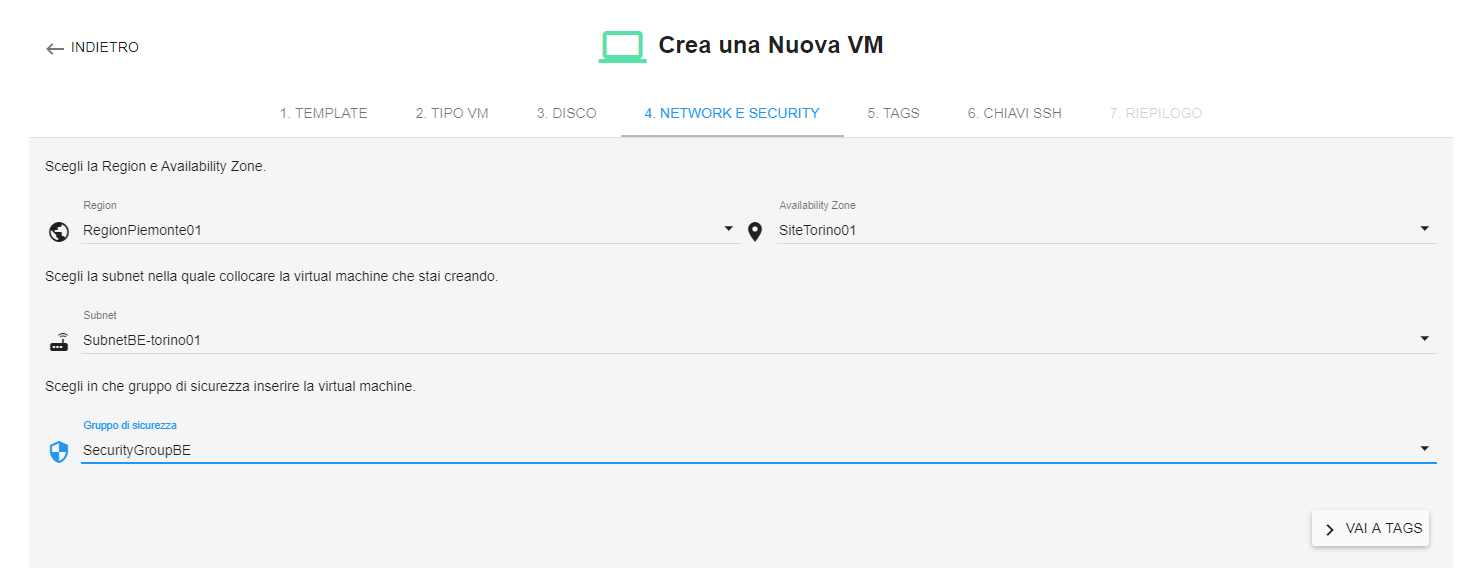 INDIETRO
Crea una Nuova VM
1. TEMPLATE 2. TIPO VM 3. DISCO 4. NETWORK E SECURITY 5. TAGS 6. CHIAVI SSH 7. RIEPILOGO
Scegli la Region e Availability Zone.
Region Availability Zone
RegionPiemonte01 SiteTorino01
Scegli la subnet nella quale collocare la virtual machine che stai creando.
Subnet
SubnetBE-torino01
Scegli in che gruppo di sicurezza inserire la virtual machine.
Gruppo di sicurezza
SecurityGroupBE
VAI A TAGS